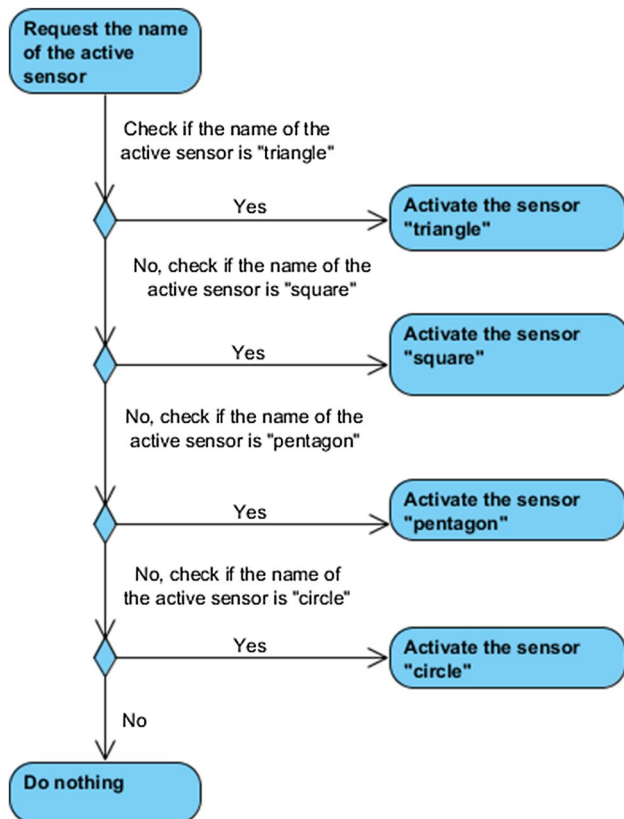 Request the name
of the active
sensor
Check if the name of the
active sensor is "triangle"
Yes
Activate the sensor
"triangle"
No, check if the name of the
active sensor is "square"
Yes
Activate the sensor
"square"
No, check if the name of the
active sensor is "pentagon"
Yes
Activate the sensor
"pentagon"
No, check if the name of
the active sensor is "circle"
Yes
Activate the sensor
"circle"
No
Do nothing